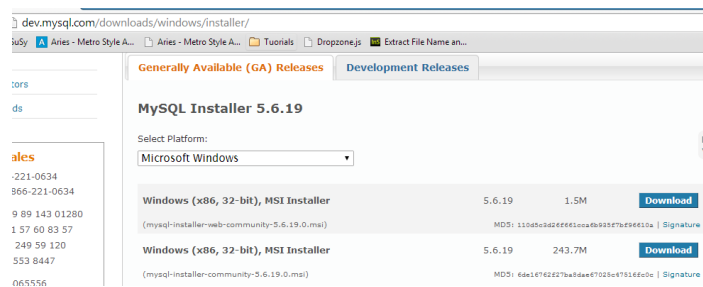 dev.mysql.com/downloads/windows/installer/
SuSy Aries - Metro Style A... Aries - Metro Style A... Tuorials Dropzone.js Extract File Name an...
Generally Available (GA) Releases Development Releases
tors
ds
MySQL Installer 5.6.19
Select Platform:
Microsoft Windows
ales
-221-0634
866-221-0634
9 89 143 01280
1 57 60 83 57
249 59 120
553 8447
065556
Windows (x86, 32-bit), MSI Installer 5.6.19 1.5M Download
(mysql-installer-web-community-5.6.19.0.msi) MD5: | Signature
Windows (x86, 32-bit), MSI Installer 5.6.19 243.7M Download
(mysql-installer-community-5.6.19.0.msi) MD5: | Signature